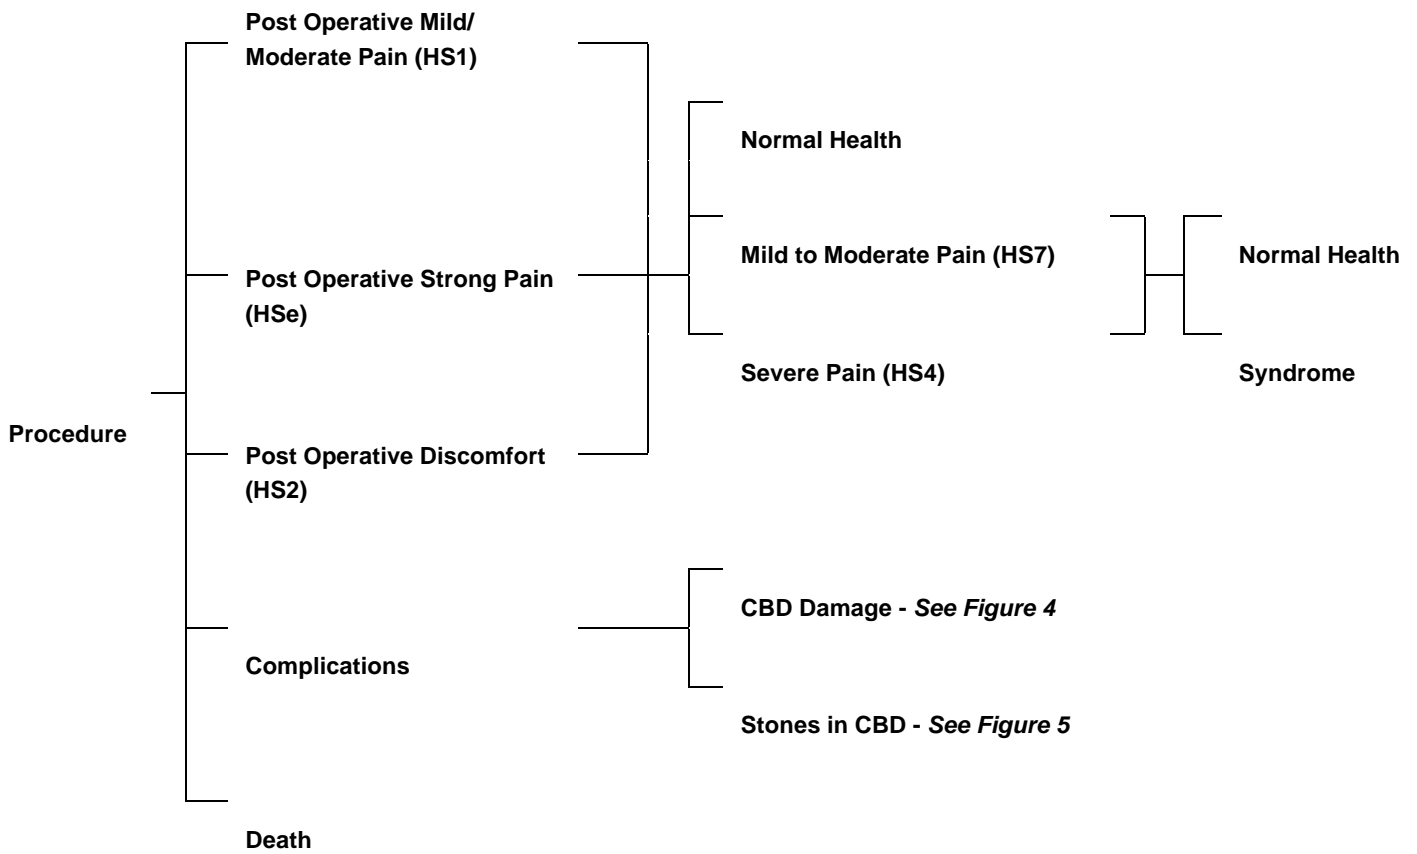 Post Operative Mild/
Moderate Pain (HS1)
Normal Health
Mild to Moderate Pain (HS7)
Normal Health
Post Operative Strong Pain
(HSe)
Severe Pain (HS4)
Syndrome
Procedure
Post Operative Discomfort
(HS2)
CBD Damage - See Figure 4
Complications
Stones in CBD - See Figure 5
Death